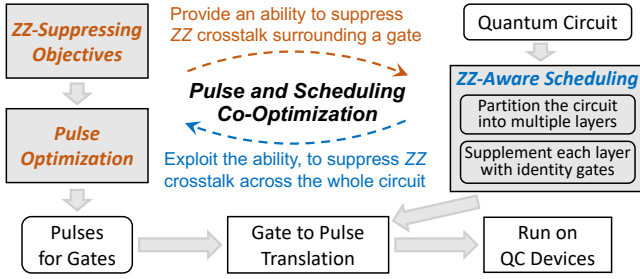 ZZ-Suppressing
Objectives
Pulse
Optimization
Pulses
for Gates
Provide an ability to suppress
ZZ crosstalk surrounding a gate
Pulse and Scheduling
Co-Optimization
Exploit the ability, to suppress ZZ
crosstalk across the whole circuit
Quantum Circuit
ZZ-Aware Scheduling
Partition the circuit
into multiple layers
Supplement each layer
with identity gates
Gate to Pulse
Translation
Run on
QC Devices